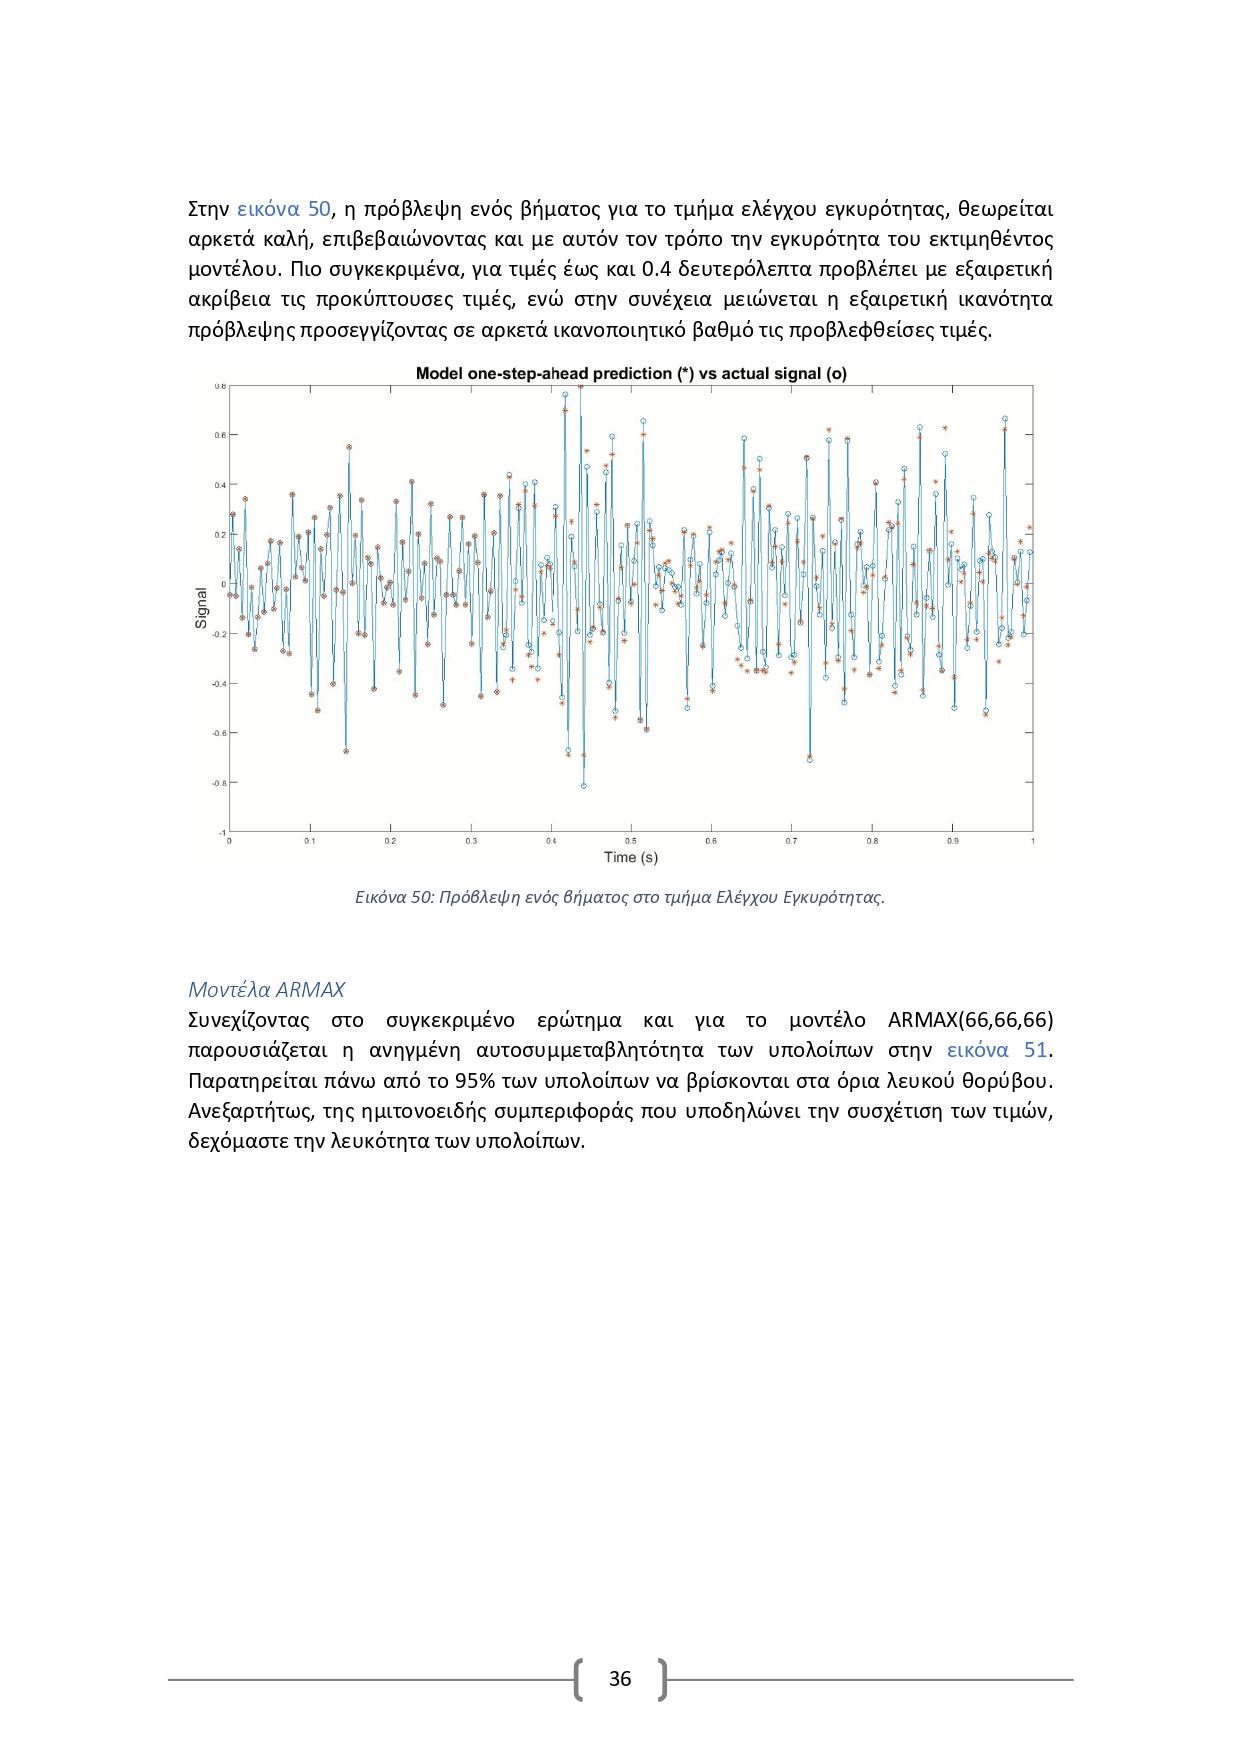 Στην εικόνα 50, η πρόβλεψη ενός βήματος για το τμήμα ελέγχου εγκυρότητας, θεωρείται
αρκετά καλή, επιβεβαιώνοντας και με αυτόν τον τρόπο την εγκυρότητα του εκτιμηθέντος
μοντέλου. Πιο συγκεκριμένα, για τιμές έως και 0.4 δευτερόλεπτα προβλέπει με εξαιρετική
ακρίβεια τις προκύπτουσες τιμές, ενώ στην συνέχεια μειώνεται η εξαιρετική ικανότητα
πρόβλεψης προσεγγίζοντας σε αρκετά ικανοποιητικό βαθμό τις προβλεφθείσες τιμές.
Model one-step-ahead prediction (*) vs actual signal (o)
0.8
0.6
0.4
0.2
0
-0.2
-0.4
-0.6
-0.8
-1
Signal
0 0.1 0.2 0.3 0.4 0.5 0.6 0.7 0.8 0.9 1
Time (s)
Εικόνα 50: Πρόβλεψη ενός βήματος στο τμήμα Ελέγχου Εγκυρότητας.
Μοντέλα ARMAX
Συνεχίζοντας στο συγκεκριμένο ερώτημα και για το μοντέλο ARMAX(66,66,66)
παρουσιάζεται η ανηγμένη αυτοσυμμεταβλητότητα των υπολοίπων στην εικόνα 51.
Παρατηρείται πάνω από το 95% των υπολοίπων να βρίσκονται στα όρια λευκού θορύβου.
Ανεξαρτήτως, της ημιτονοειδής συμπεριφοράς που υποδηλώνει την συσχέτιση των τιμών,
δεχόμαστε την λευκότητα των υπολοίπων.
36